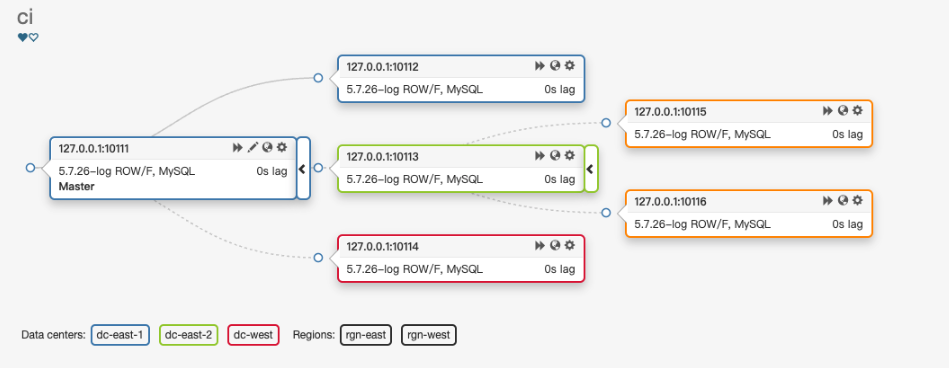 ci
127.0.0.1:10112
5.7.26-log ROW/F, MySQL 0s lag
127.0.0.1:10115
5.7.26-log ROW/F, MySQL 0s lag
127.0.0.1:10111
5.7.26-log ROW/F, MySQL 0s lag
Master
127.0.0.1:10113
5.7.26-log ROW/F, MySQL 0s lag
127.0.0.1:10116
5.7.26-log ROW/F, MySQL 0s lag
127.0.0.1:10114
5.7.26-log ROW/F, MySQL 0s lag
Data centers: dc-east-1 dc-east-2 dc-west Regions: rgn-east rgn-west